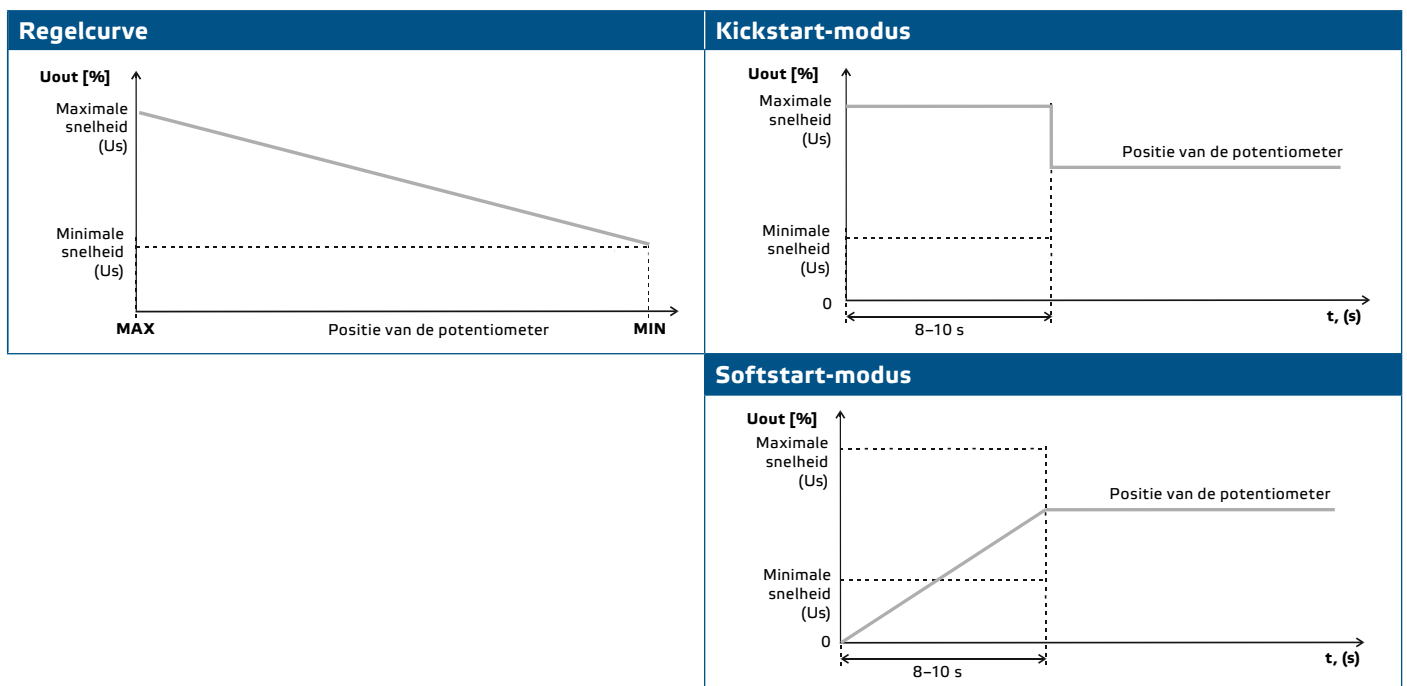 Regelcurve
Uout [%]
Maximale
snelheid
(Us)
Minimale
snelheid
(Us)
MAX
Positie van de potentiometer
MIN
Kickstart-modus
Uout [%]
Maximale
snelheid
(Us)
Positie van de potentiometer
Minimale
snelheid
(Us)
0
t, (s)
8–10 s
Softstart-modus
Uout [%]
Maximale
snelheid
(Us)
Positie van de potentiometer
Minimale
snelheid
(Us)
0
t, (s)
8–10 s